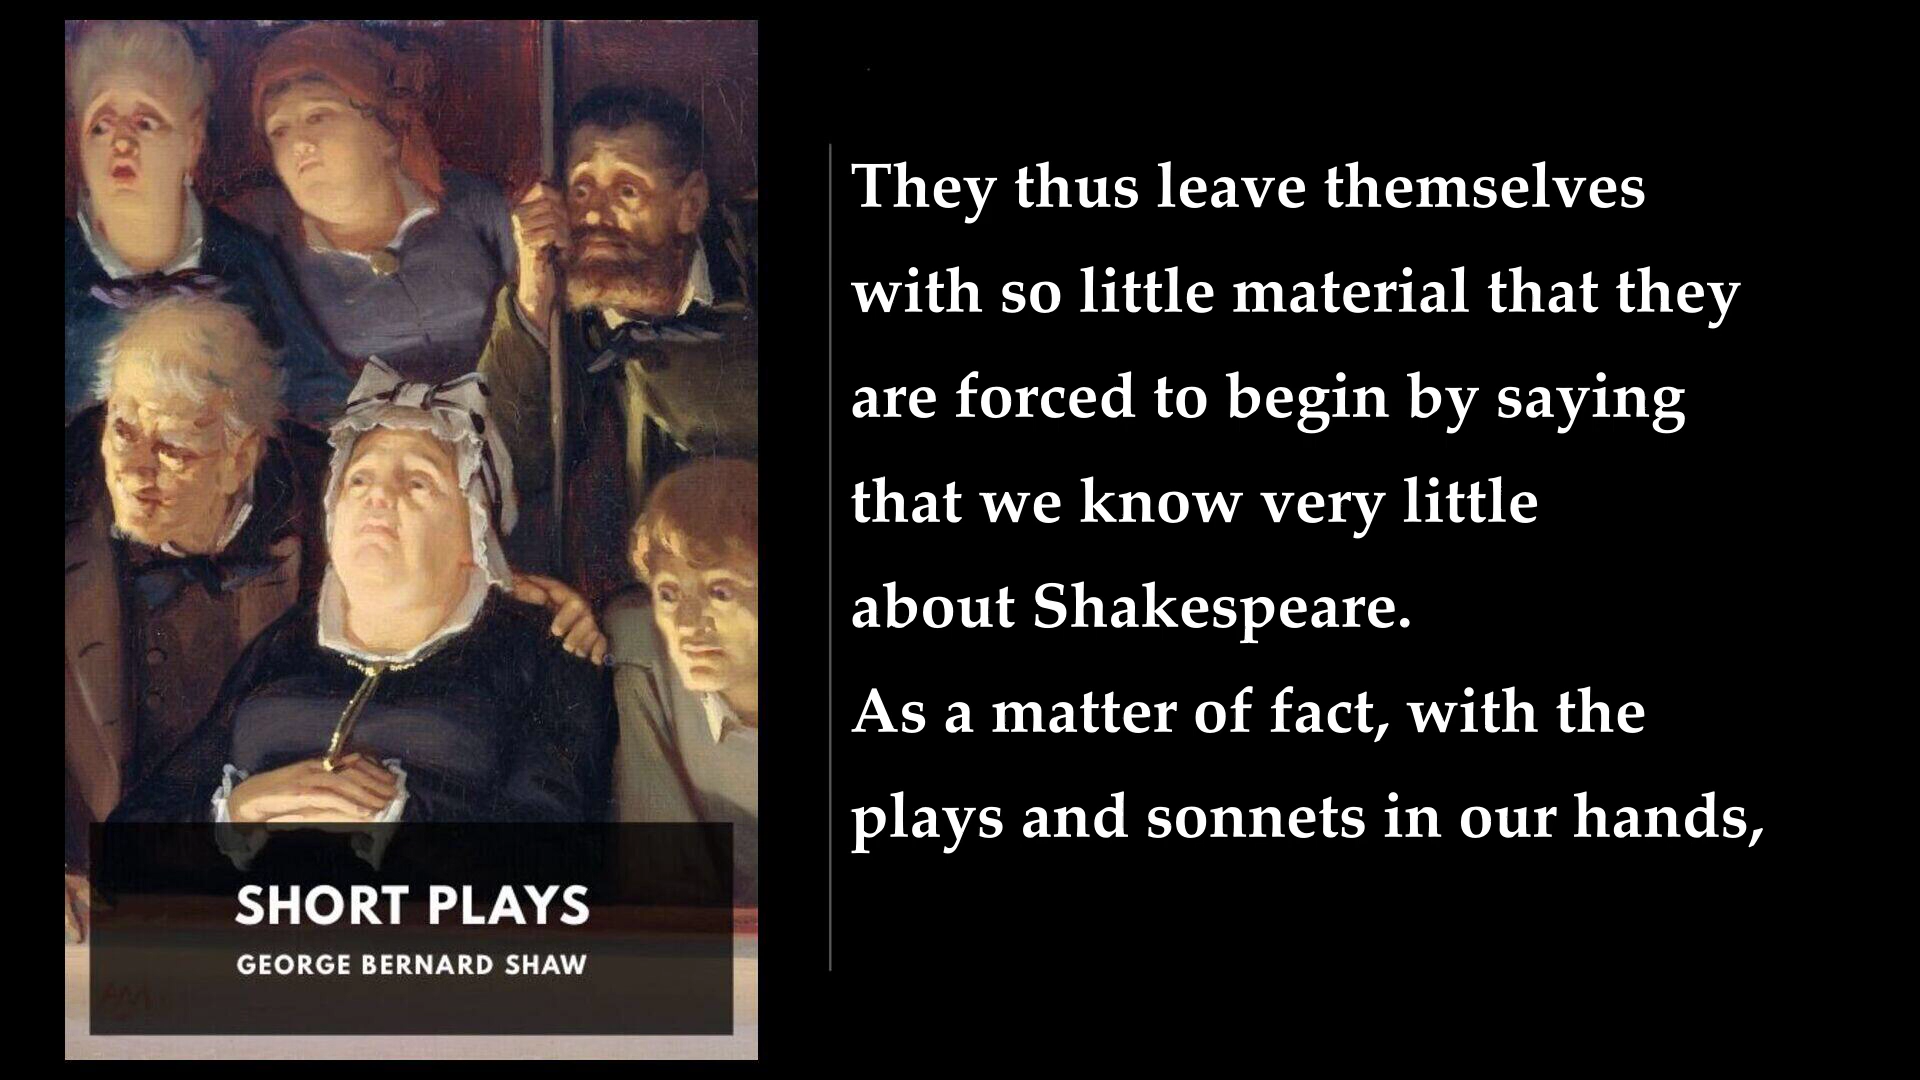 They thus leave themselves
with so little material that they
are forced to begin by saying
that we know very little
about Shakespeare.
As a matter of fact, with the
plays and sonnets in our hands,
SHORT PLAYS
GEORGE BERNARD SHAW